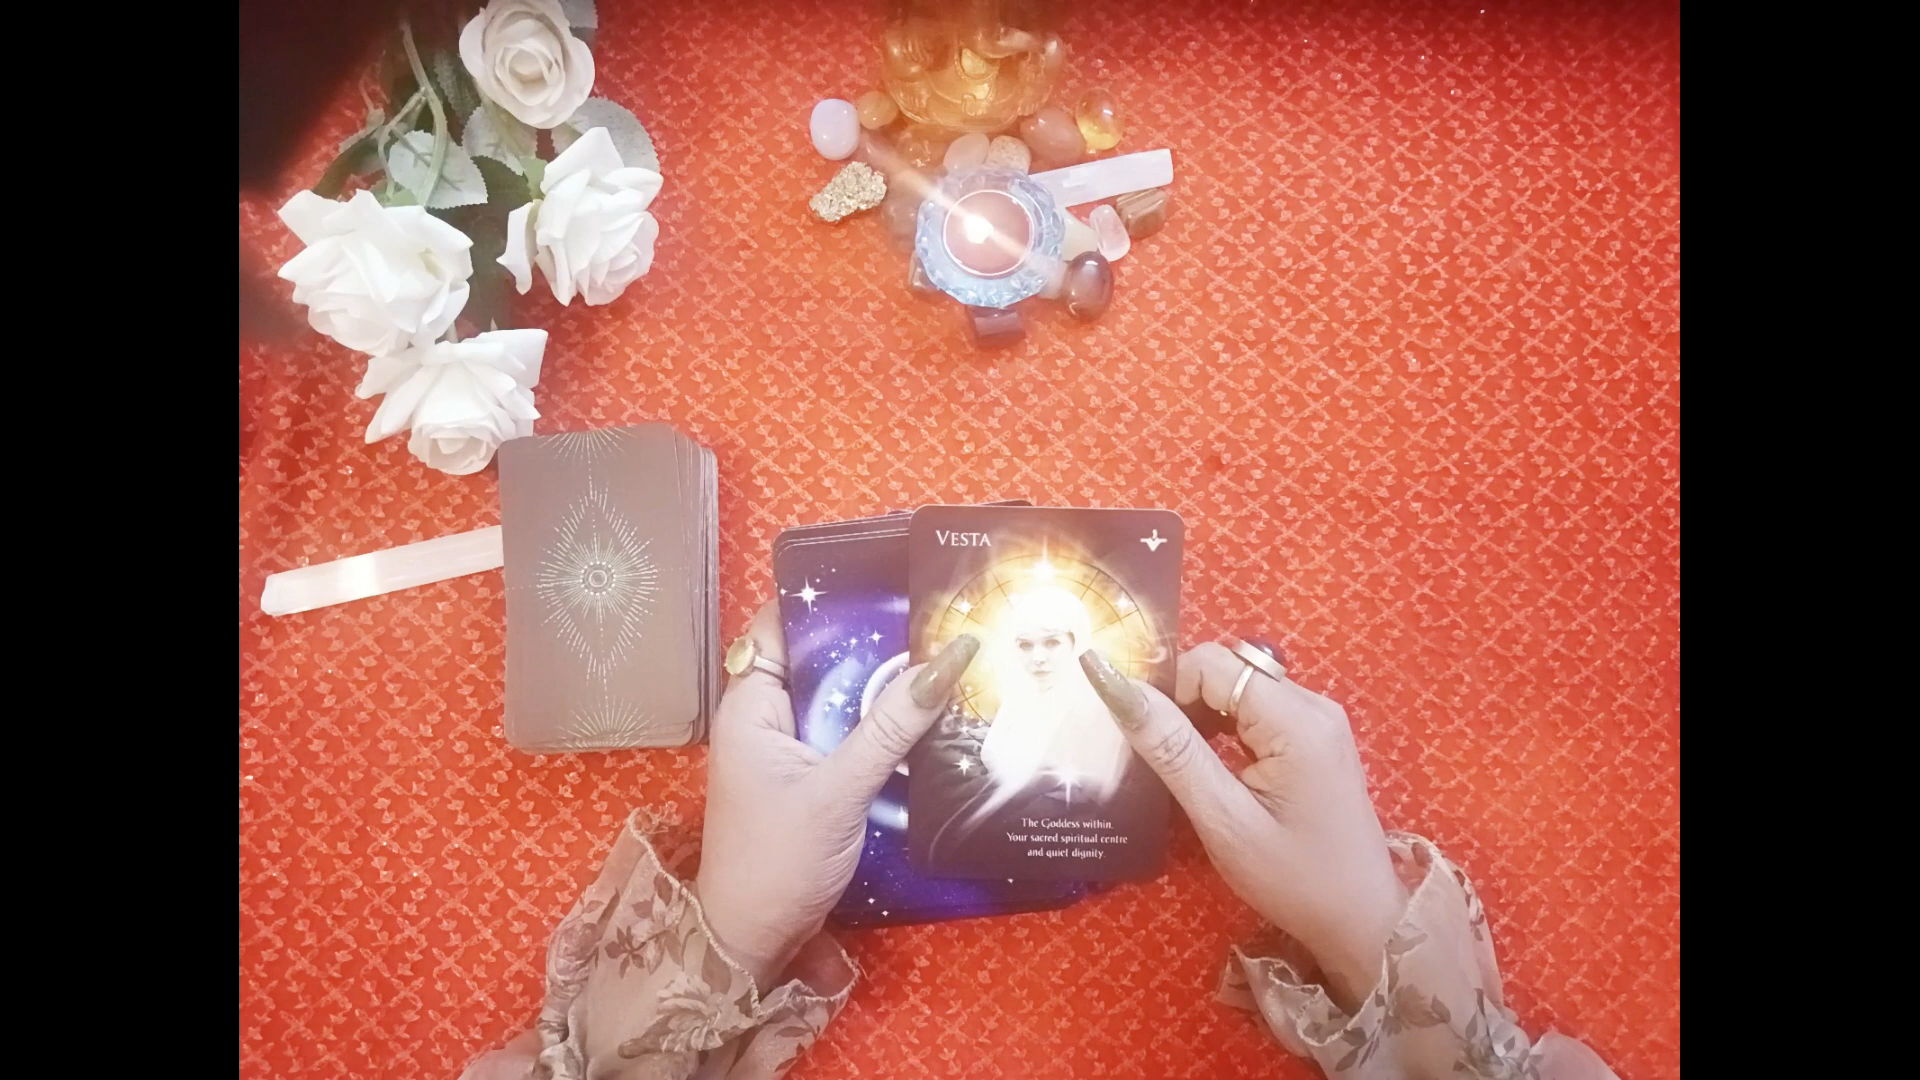 VESTA
The Goddess within.
Your sacred spiritual centre
and quiet dignity.